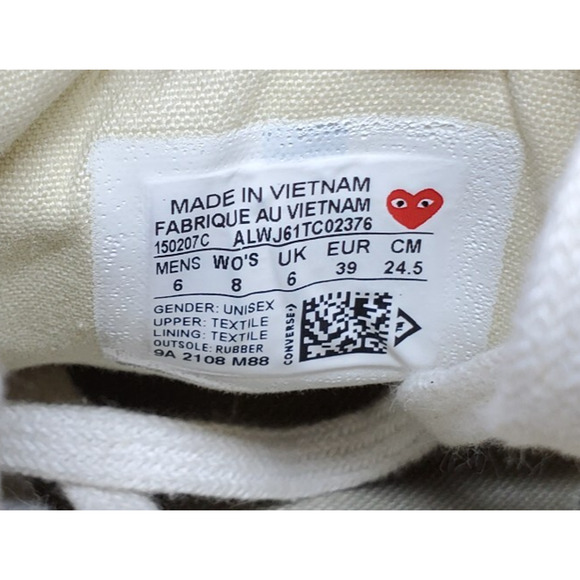 MADE IN VIETNAM
FABRIQUE AU VIETNAM
150207C ALWJ61TC02376
MENS WO'S UK EUR CM
6 8 6 39 24.5
GENDER: UNISEX
UPPER: TEXTILE
LINING: TEXTILE
OUTSOLE: RUBBER
9A 2108 M88
CONVERSE